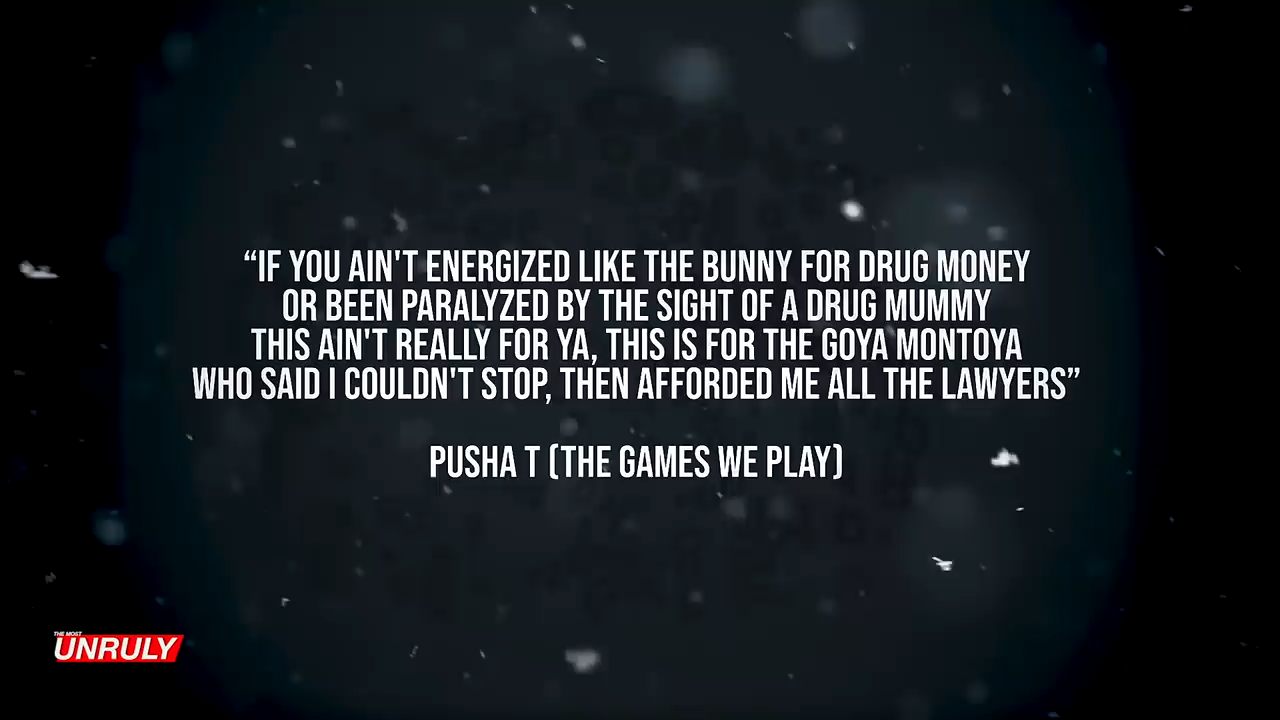 “IF YOU AIN'T ENERGIZED LIKE THE BUNNY FOR DRUG MONEY
OR BEEN PARALYZED BY THE SIGHT OF A DRUG MUMMY
THIS AIN'T REALLY FOR YA, THIS IS FOR THE GOYA MONTOYA
WHO SAID I COULDN'T STOP, THEN AFFORDED ME ALL THE LAWYERS”
PUSHA T (THE GAMES WE PLAY)
THE MOST
UNRULY